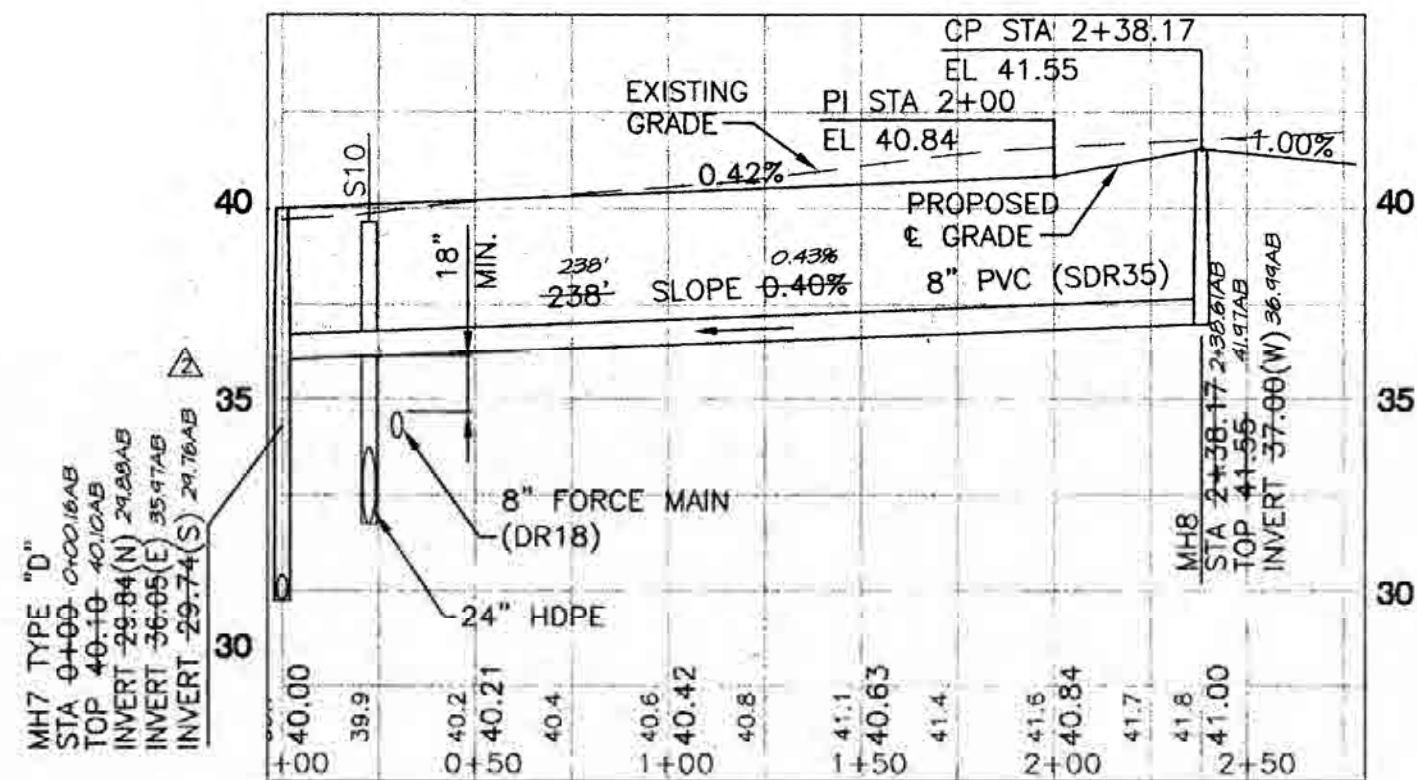 CP STA 2+38.17
EL 41.55
EXISTING
GRADE
PI STA 2+00
EL 40.84
0.42%
1.00%
S10
40
40
PROPOSED
℄ GRADE
18"
MIN.
238'
238'
SLOPE
0.43%
0.40%
8" PVC (SDR35)
35
35
8" FORCE MAIN
(DR18)
24" HDPE
30
30
MH7 TYPE "D"
STA 0+00 0+00.16AB
TOP 40.10 40.10AB
INVERT 29.84(N) 29.88AB
INVERT 36.05(E) 35.97AB
INVERT 29.74(S) 29.76AB
2
MH8
STA 2+38.17 2+38.61AB
TOP 41.55 41.97AB
INVERT 37.00(W) 36.99AB
40.00
39.9
40.2
40.21
40.4
40.6
40.42
40.8
41.1
40.63
41.4
41.6
40.84
41.7
41.8
41.00
+00
0+50
1+00
1+50
2+00
2+50